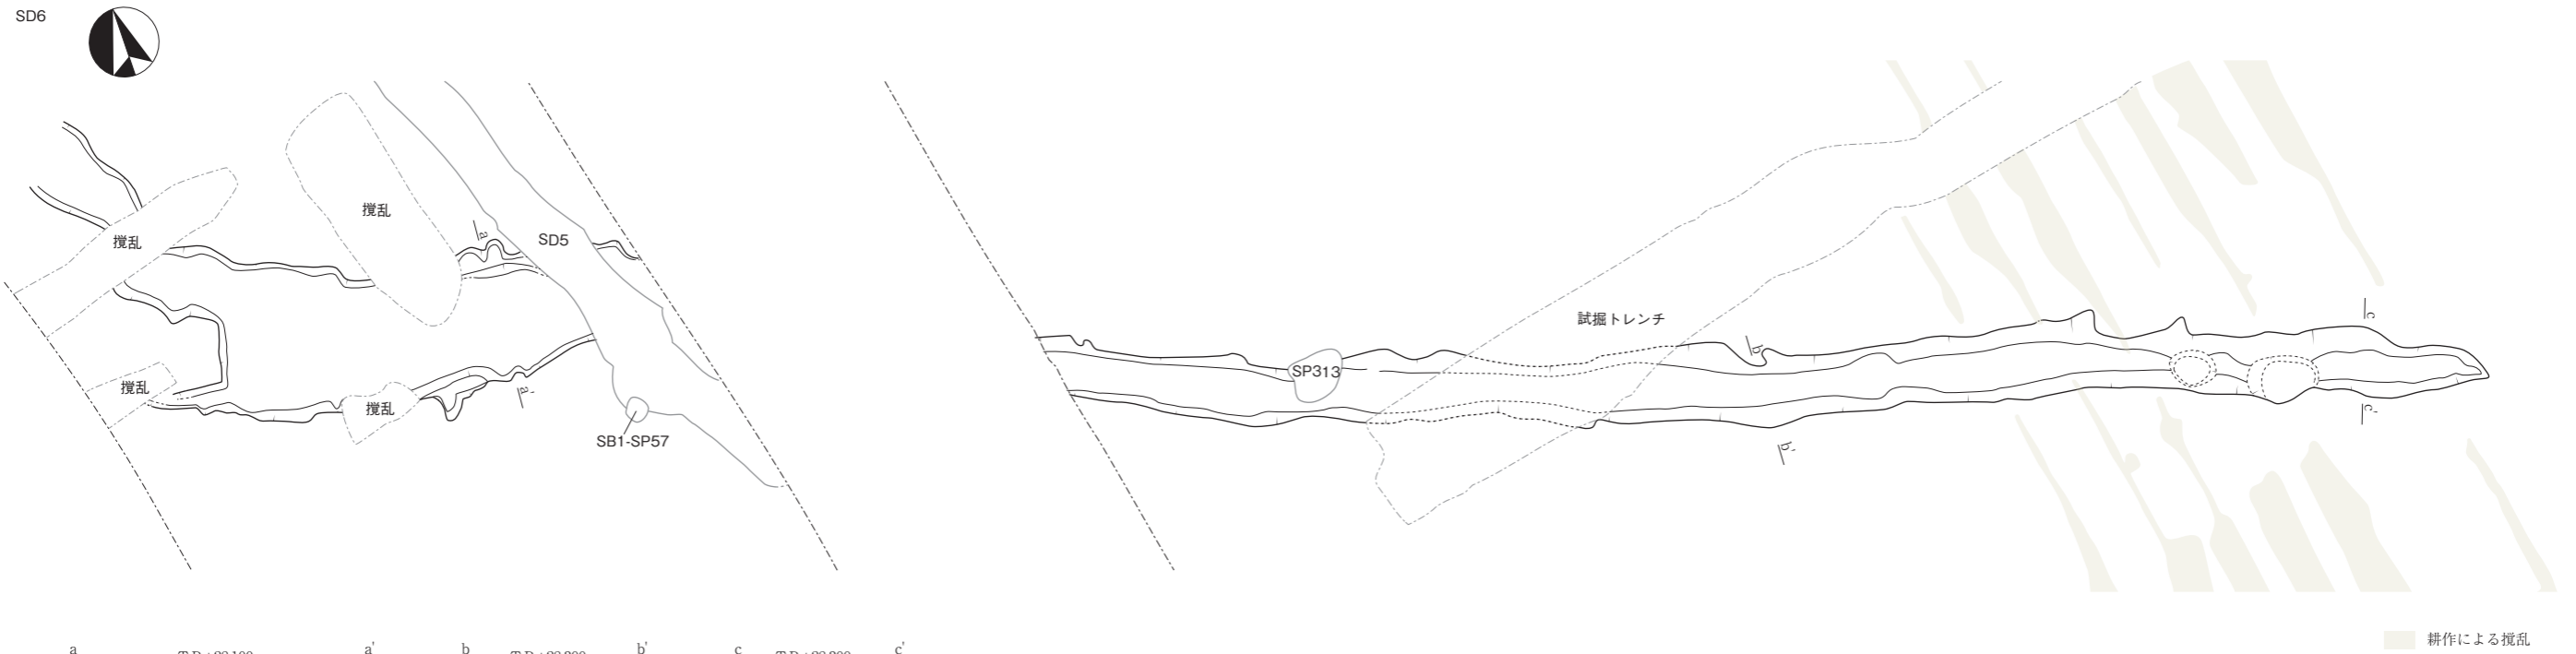 SD6
撹乱
SD5
a
撹乱
撹乱
撹乱
a'
SB1-SP57
試掘トレンチ
SP313
b
b'
c
c'
耕作による撹乱
a
a'
b
b'
c
c'